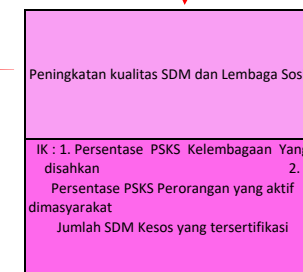 Peningkatan kualitas SDM dan Lembaga Sos
IK : 1. Persentase PSKS Kelembagaan Yang
disahkan 2.
Persentase PSKS Perorangan yang aktif
dimasyarakat
Jumlah SDM Kesos yang tersertifikasi